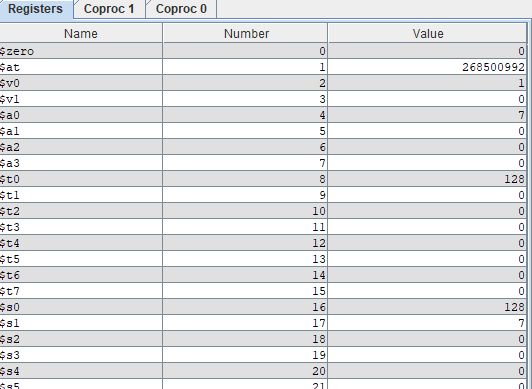 Registers Coproc 1 Coproc 0
Name Number Value
$zero 0 0
$at 1 268500992
$v0 2 1
$v1 3 0
$a0 4 7
$a1 5 0
$a2 6 0
$a3 7 0
$t0 8 128
$t1 9 0
$t2 10 0
$t3 11 0
$t4 12 0
$t5 13 0
$t6 14 0
$t7 15 0
$s0 16 128
$s1 17 7
$s2 18 0
$s3 19 0
$s4 20 0
$s5 21 0